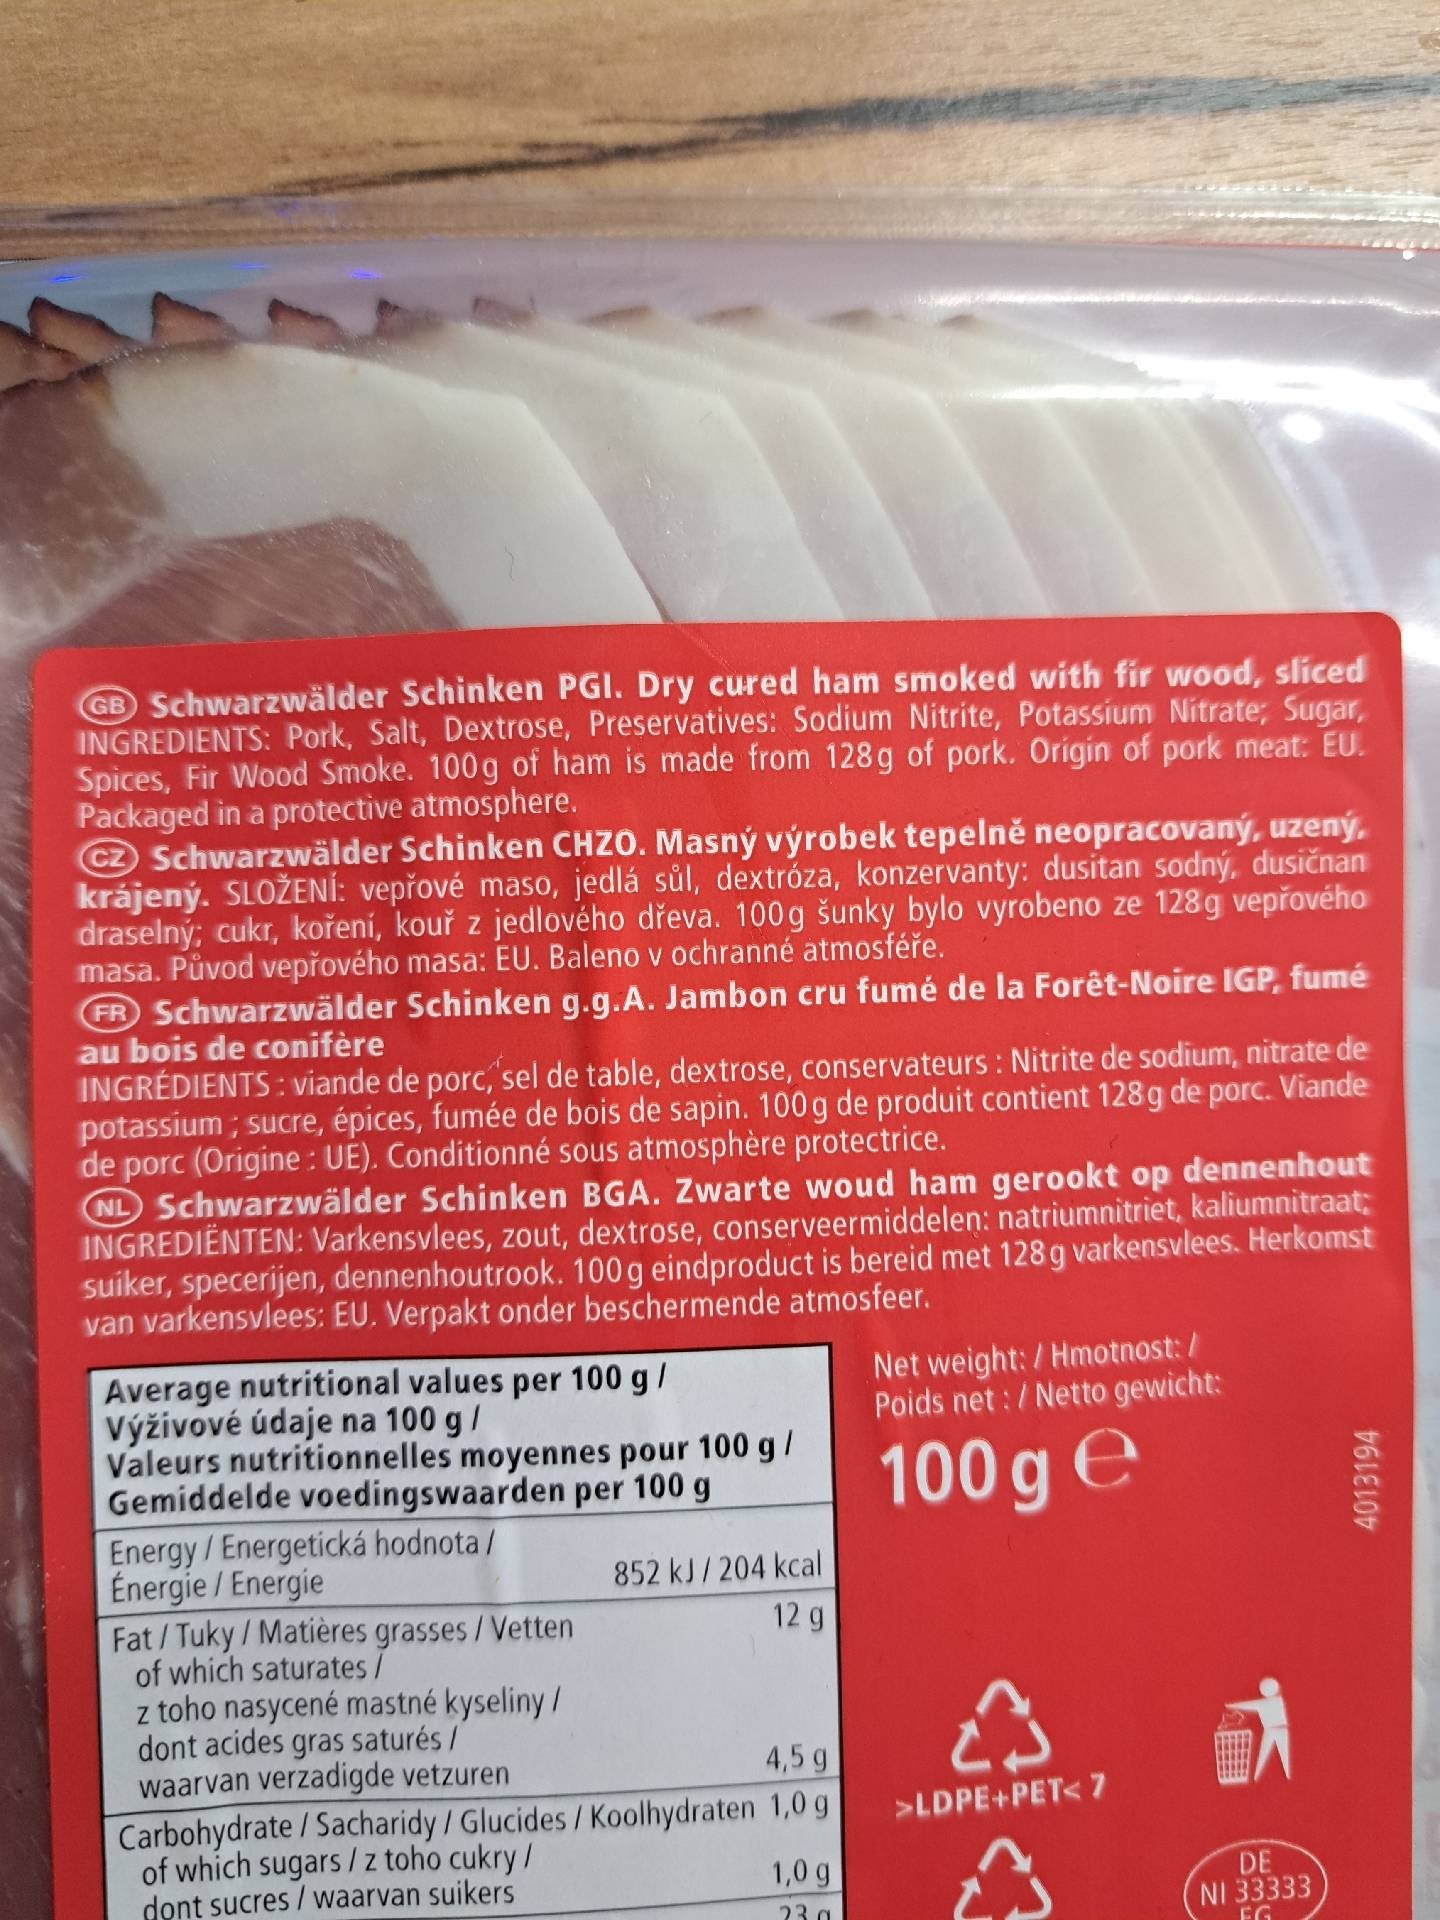 GB Schwarzwälder Schinken PGI. Dry cured ham smoked with fir wood, sliced
INGREDIENTS: Pork, Salt, Dextrose, Preservatives: Sodium Nitrite, Potassium Nitrate; Sugar,
Spices, Fir Wood Smoke. 100g of ham is made from 128g of pork. Origin of pork meat: EU.
Packaged in a protective atmosphere.
CZ Schwarzwälder Schinken CHZO. Masný výrobek tepelně neopracovaný, uzený,
krájený. SLOŽENÍ: vepřové maso, jedlá sůl, dextróza, konzervanty: dusitan sodný, dusičnan
draselný; cukr, koření, kouř z jedlového dřeva. 100g šunky bylo vyrobeno ze 128g vepřového
masa. Původ vepřového masa: EU. Baleno v ochranné atmosféře.
FR Schwarzwälder Schinken g.g.A. Jambon cru fumé de la Forêt-Noire IGP, fumé
au bois de conifère
INGRÉDIENTS : viande de porc, sel de table, dextrose, conservateurs : Nitrite de sodium, nitrate de
potassium ; sucre, épices, fumée de bois de sapin. 100g de produit contient 128g de porc. Viande
de porc (Origine : UE). Conditionné sous atmosphère protectrice.
NL Schwarzwälder Schinken BGA. Zwarte woud ham gerookt op dennenhout
INGREDIËNTEN: Varkensvlees, zout, dextrose, conserveermiddelen: natriumnitriet, kaliumnitraat;
suiker, specerijen, dennenhoutrook. 100g eindproduct is bereid met 128g varkensvlees. Herkomst
van varkensvlees: EU. Verpakt onder beschermende atmosfeer.
Average nutritional values per 100 g /
Výživové údaje na 100 g /
Valeurs nutritionnelles moyennes pour 100 g /
Gemiddelde voedingswaarden per 100 g
Energy / Energetická hodnota /
Énergie / Energie 852 kJ / 204 kcal
Fat / Tuky / Matières grasses / Vetten 12 g
of which saturates /
z toho nasycené mastné kyseliny /
dont acides gras saturés /
waarvan verzadigde vetzuren 4,5 g
Carbohydrate / Sacharidy / Glucides / Koolhydraten 1,0 g
of which sugars / z toho cukry /
dont sucres / waarvan suikers 1,0 g
23 g
Net weight: / Hmotnost: /
Poids net : / Netto gewicht:
100 g e
4013194
>LDPE+PET< 7
DE
NI 33333
EG